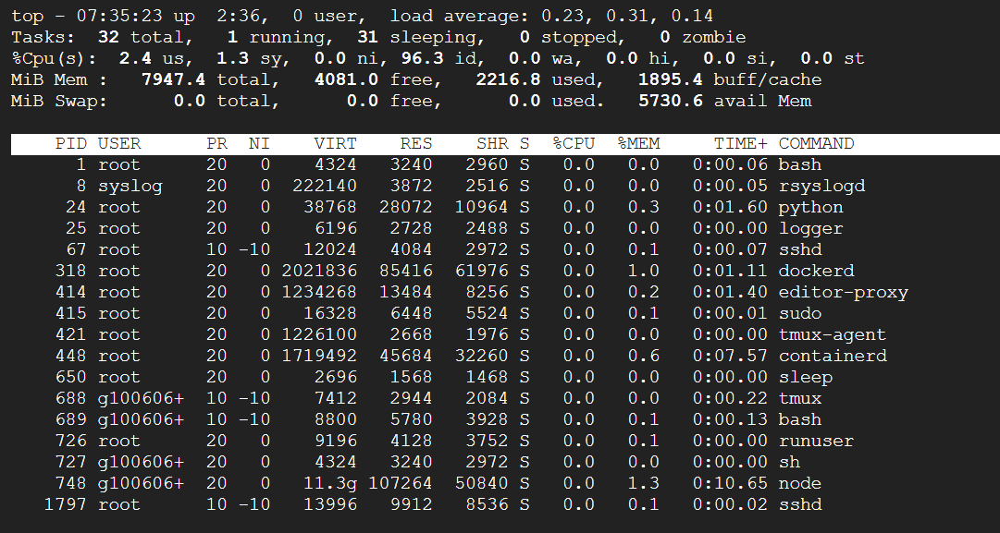 top - 07:35:23 up  2:36,  0 user,  load average: 0.23, 0.31, 0.14
Tasks:  32 total,   1 running,  31 sleeping,   0 stopped,   0 zombie
%Cpu(s):  2.4 us,  1.3 sy,  0.0 ni, 96.3 id,  0.0 wa,  0.0 hi,  0.0 si,  0.0 st
MiB Mem :   7947.4 total,   4081.0 free,   2216.8 used,   1895.4 buff/cache
MiB Swap:      0.0 total,      0.0 free,      0.0 used.   5730.6 avail Mem
    PID USER      PR  NI    VIRT    RES    SHR S  %CPU  %MEM     TIME+ COMMAND
      1 root      20   0    4324   3240   2960 S   0.0   0.0   0:00.06 bash
      8 syslog    20   0  222140   3872   2516 S   0.0   0.0   0:00.05 rsyslogd
     24 root      20   0   38768  28072  10964 S   0.0   0.3   0:01.60 python
     25 root      20   0    6196   2728   2488 S   0.0   0.0   0:00.00 logger
     67 root      10 -10   12024   4084   2972 S   0.0   0.1   0:00.07 sshd
    318 root      20   0 2021836  85416  61976 S   0.0   1.0   0:01.11 dockerd
    414 root      20   0 1234268  13484   8256 S   0.0   0.2   0:01.40 editor-proxy
    415 root      20   0   16328   6448   5524 S   0.0   0.1   0:00.01 sudo
    421 root      20   0 1226100   2668   1976 S   0.0   0.0   0:00.00 tmux-agent
    448 root      20   0 1719492  45684  32260 S   0.0   0.6   0:07.57 containerd
    650 root      20   0    2696   1568   1468 S   0.0   0.0   0:00.00 sleep
    688 g100606+  10 -10    7412   2944   2084 S   0.0   0.0   0:00.22 tmux
    689 g100606+  10 -10    8800   5780   3928 S   0.0   0.1   0:00.13 bash
    726 root      20   0    9196   4128   3752 S   0.0   0.1   0:00.00 runuser
    727 g100606+  20   0    4324   3240   2972 S   0.0   0.0   0:00.00 sh
    748 g100606+  20   0   11.3g 107264  50840 S   0.0   1.3   0:10.65 node
   1797 root      10 -10   13996   9912   8536 S   0.0   0.1   0:00.02 sshd